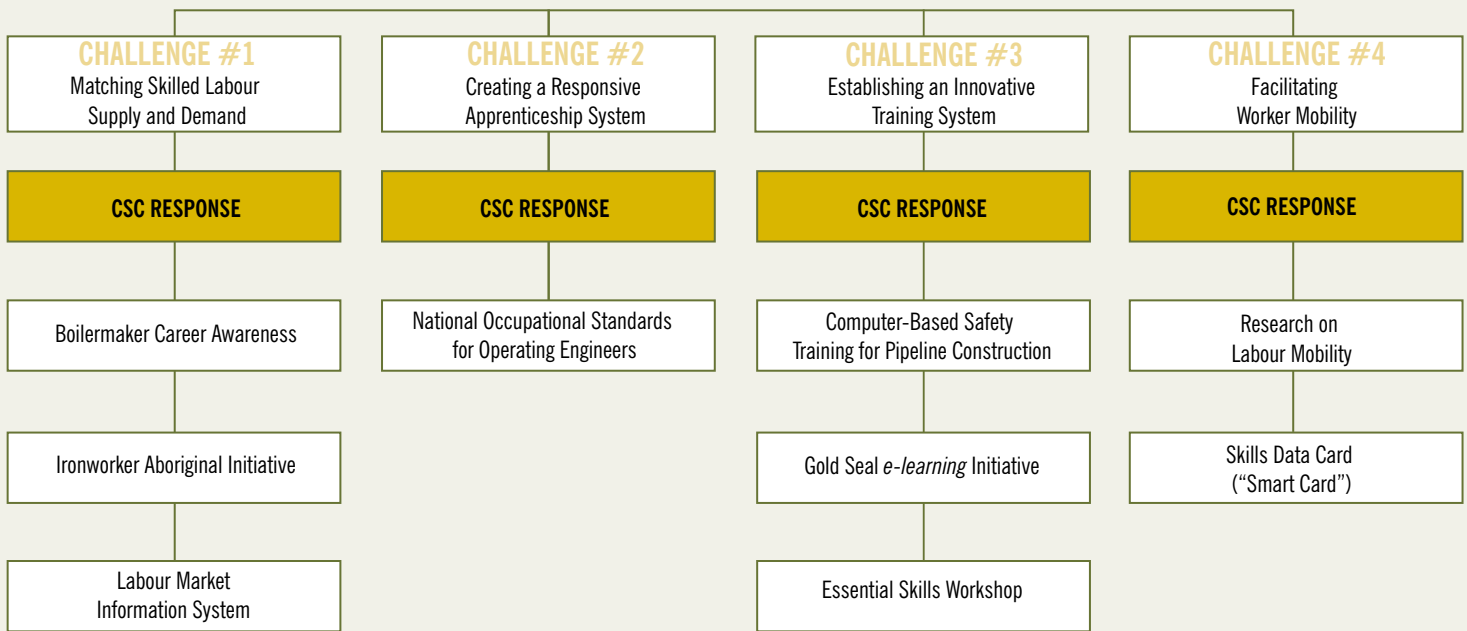 CHALLENGE #1
Matching Skilled Labour
Supply and Demand
CSC RESPONSE
Boilermaker Career Awareness
Ironworker Aboriginal Initiative
Labour Market
Information System
CHALLENGE #2
Creating a Responsive
Apprenticeship System
CSC RESPONSE
National Occupational Standards
for Operating Engineers
CHALLENGE #3
Establishing an Innovative
Training System
CSC RESPONSE
Computer-Based Safety
Training for Pipeline Construction
Gold Seal e-learning Initiative
Essential Skills Workshop
CHALLENGE #4
Facilitating
Worker Mobility
CSC RESPONSE
Research on
Labour Mobility
Skills Data Card
(“Smart Card”)